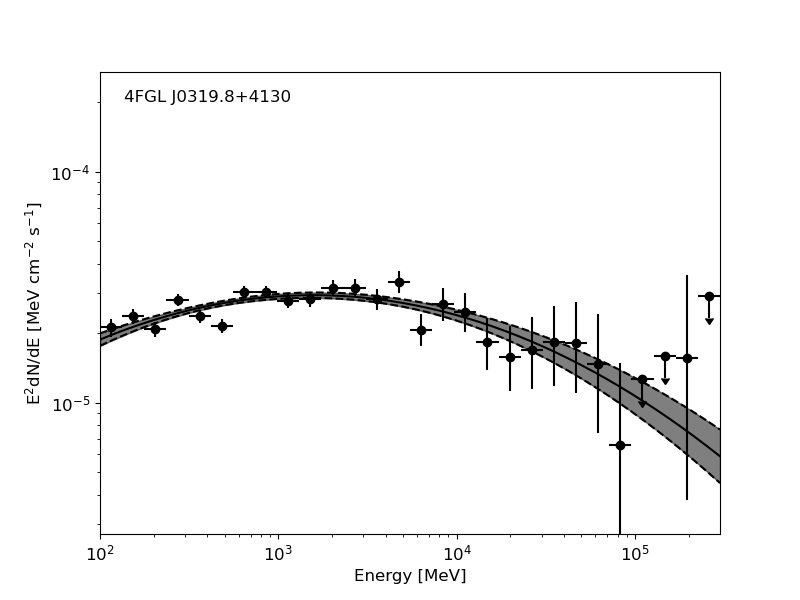 4FGL J0319.8+4130
10⁻⁴
10⁻⁵
E²dN/dE [MeV cm⁻² s⁻¹]
10² 10³ 10⁴ 10⁵
Energy [MeV]